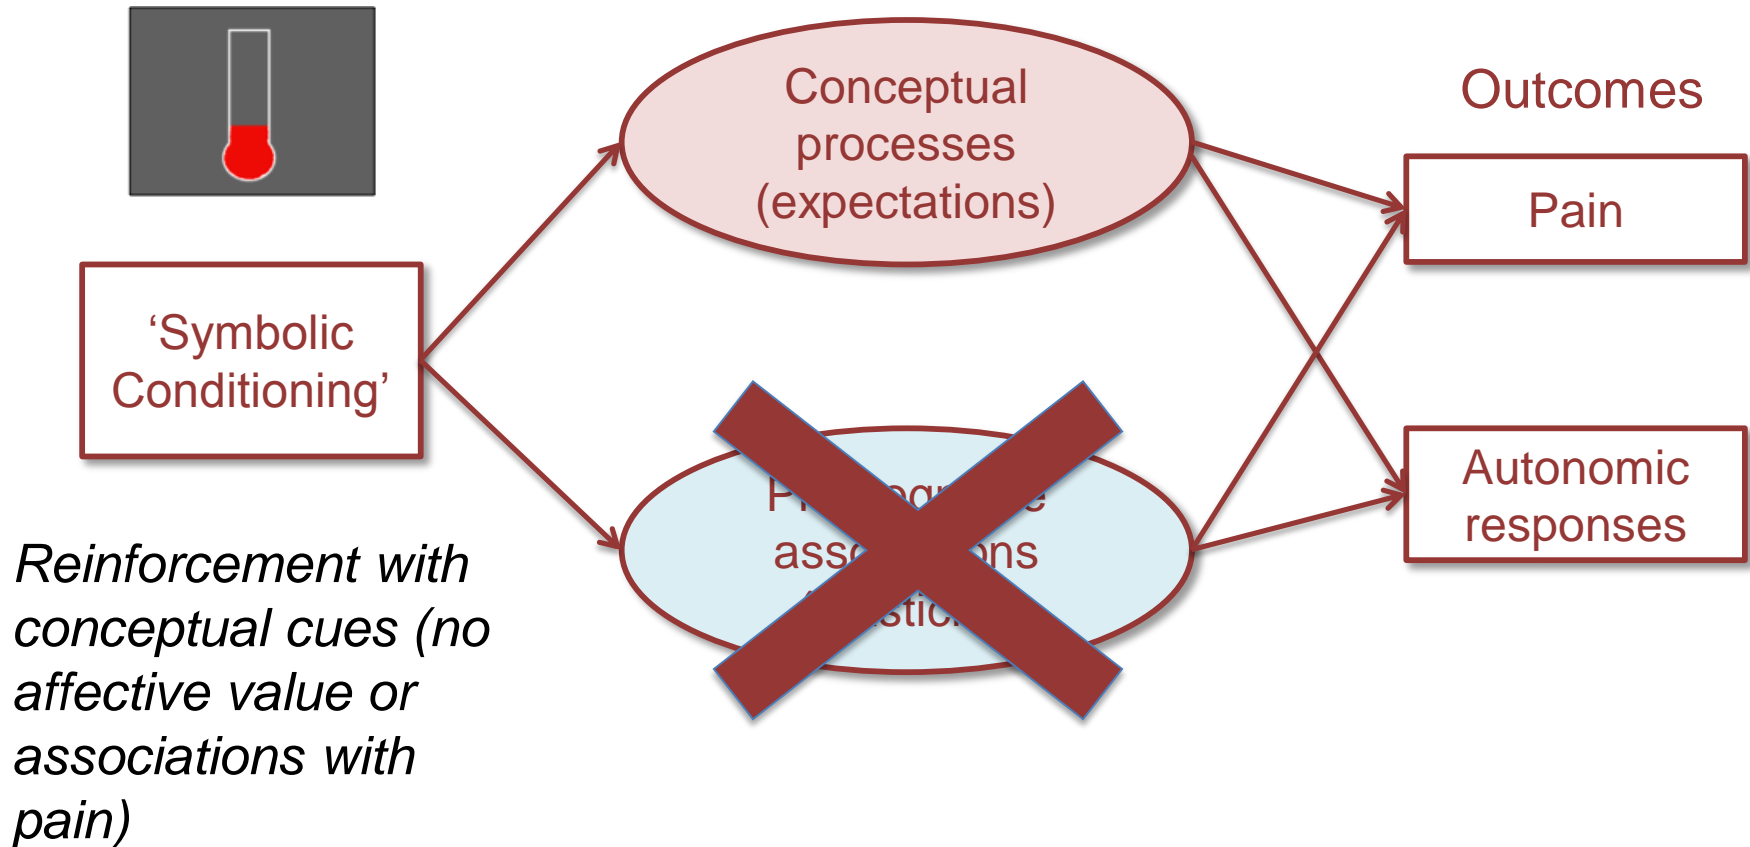 Conceptual
processes
(expectations)
Outcomes
Pain
‘Symbolic
Conditioning’
Autonomic
responses
Reinforcement with
conceptual cues (no
affective value or
associations with
pain)